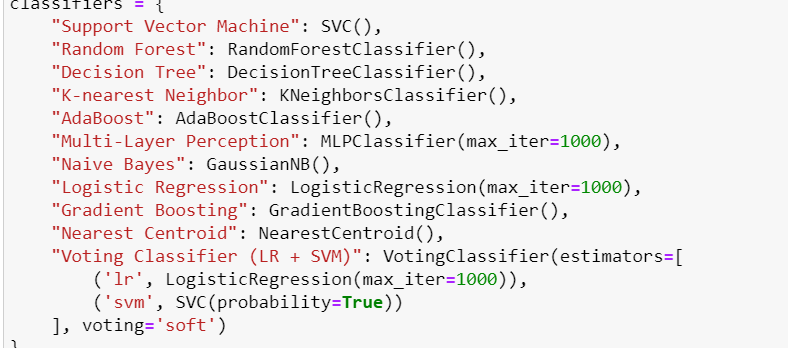 classifiers = {
    "Support Vector Machine": SVC(),
    "Random Forest": RandomForestClassifier(),
    "Decision Tree": DecisionTreeClassifier(),
    "K-nearest Neighbor": KNeighborsClassifier(),
    "AdaBoost": AdaBoostClassifier(),
    "Multi-Layer Perception": MLPClassifier(max_iter=1000),
    "Naive Bayes": GaussianNB(),
    "Logistic Regression": LogisticRegression(max_iter=1000),
    "Gradient Boosting": GradientBoostingClassifier(),
    "Nearest Centroid": NearestCentroid(),
    "Voting Classifier (LR + SVM)": VotingClassifier(estimators=[
        ('lr', LogisticRegression(max_iter=1000)),
        ('svm', SVC(probability=True))
    ], voting='soft')
}